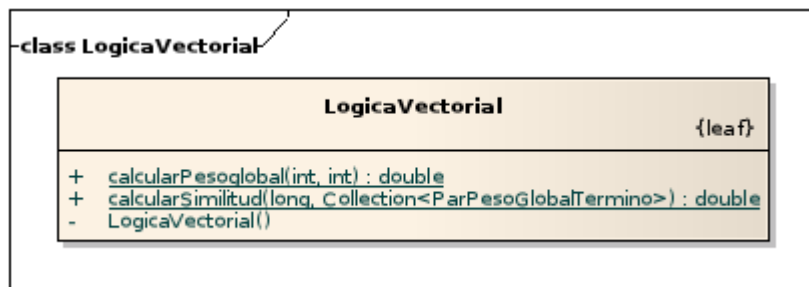 class LogicaVectorial
LogicaVectorial
{leaf}
+ calcularPesoglobal(int, int) : double
+ calcularSimilitud(long, Collection<ParPesoGlobalTermino>) : double
- LogicaVectorial()